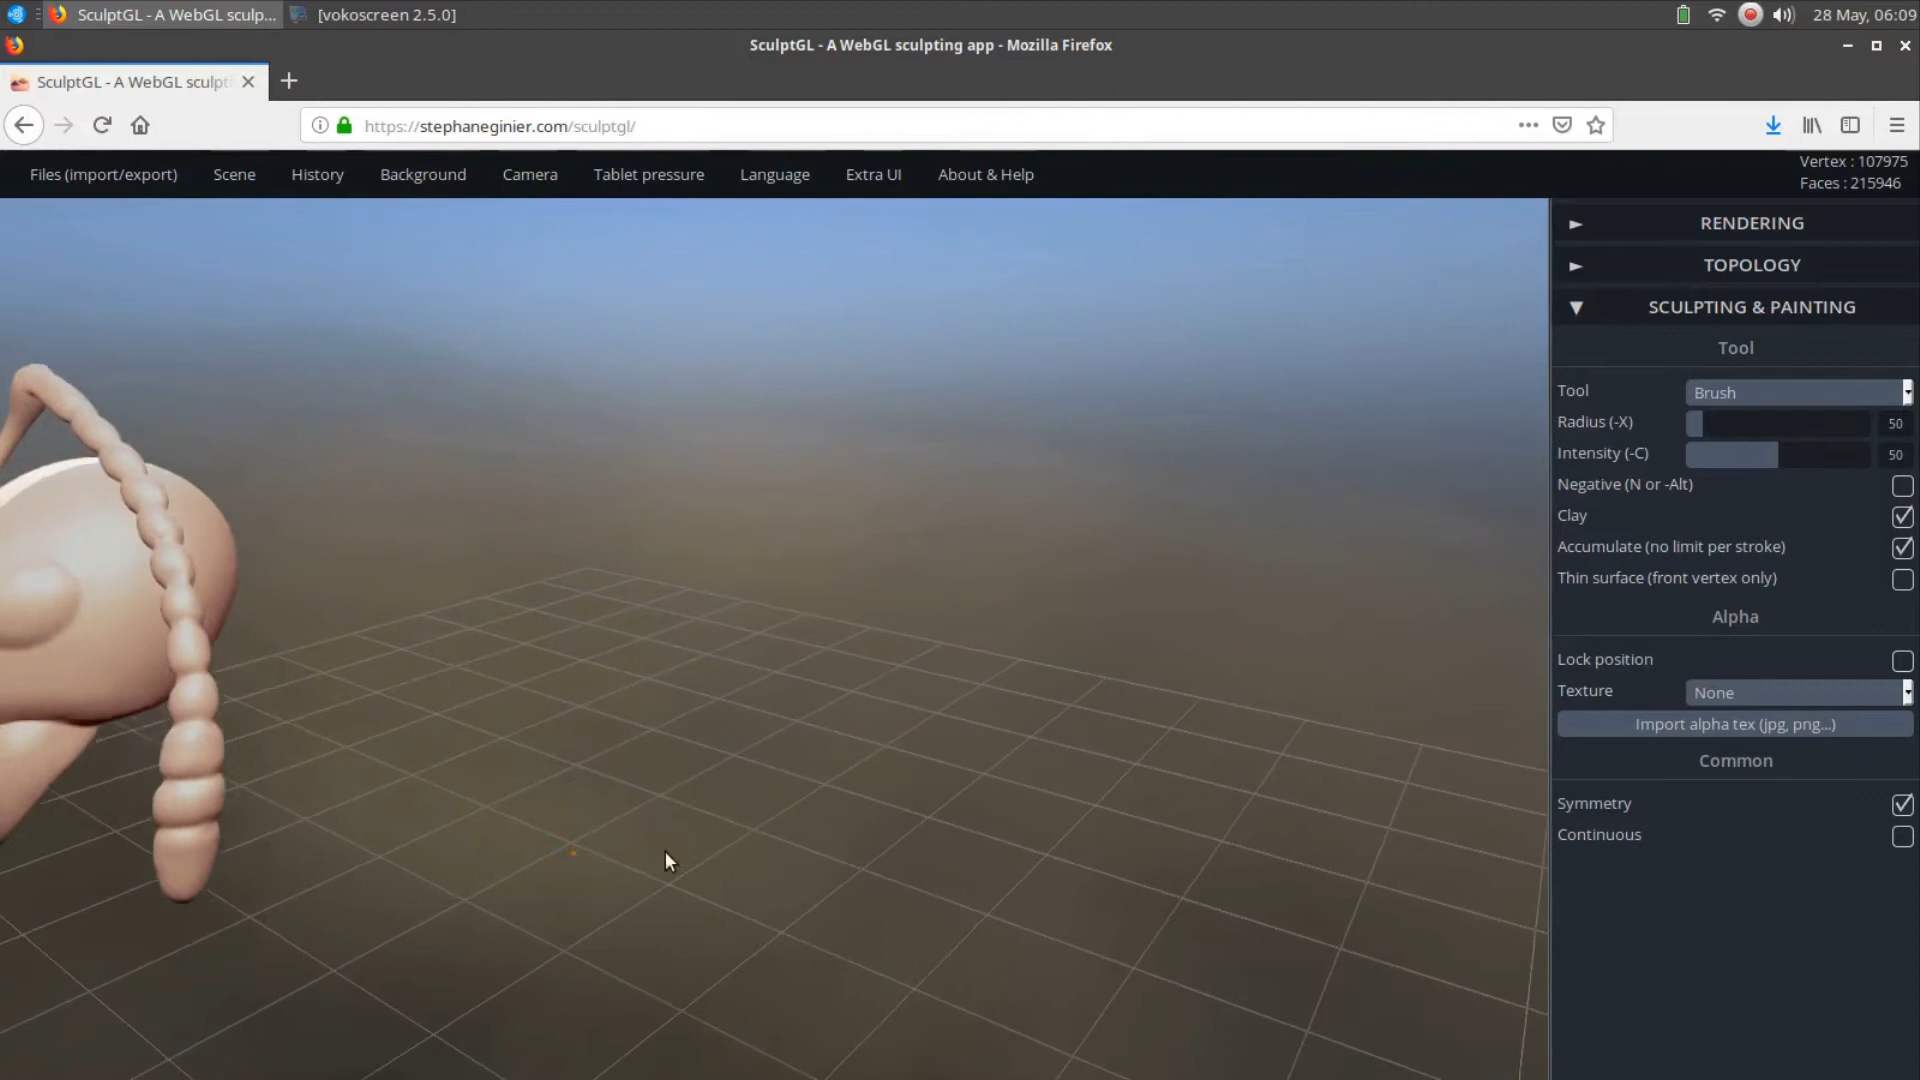 SculptGL - A WebGL sculp...
[vokoscreen 2.5.0]
28 May, 06:09
SculptGL - A WebGL sculpting app - Mozilla Firefox
SculptGL - A WebGL sculpt
https://stephaneginier.com/sculptgl/
Files (import/export)
Scene
History
Background
Camera
Tablet pressure
Language
Extra UI
About & Help
Vertex : 107975
Faces : 215946
RENDERING
TOPOLOGY
SCULPTING & PAINTING
Tool
Tool
Brush
Radius (-X)
50
Intensity (-C)
50
Negative (N or -Alt)
Clay
Accumulate (no limit per stroke)
Thin surface (front vertex only)
Alpha
Lock position
Texture
None
Import alpha tex (jpg, png...)
Common
Symmetry
Continuous